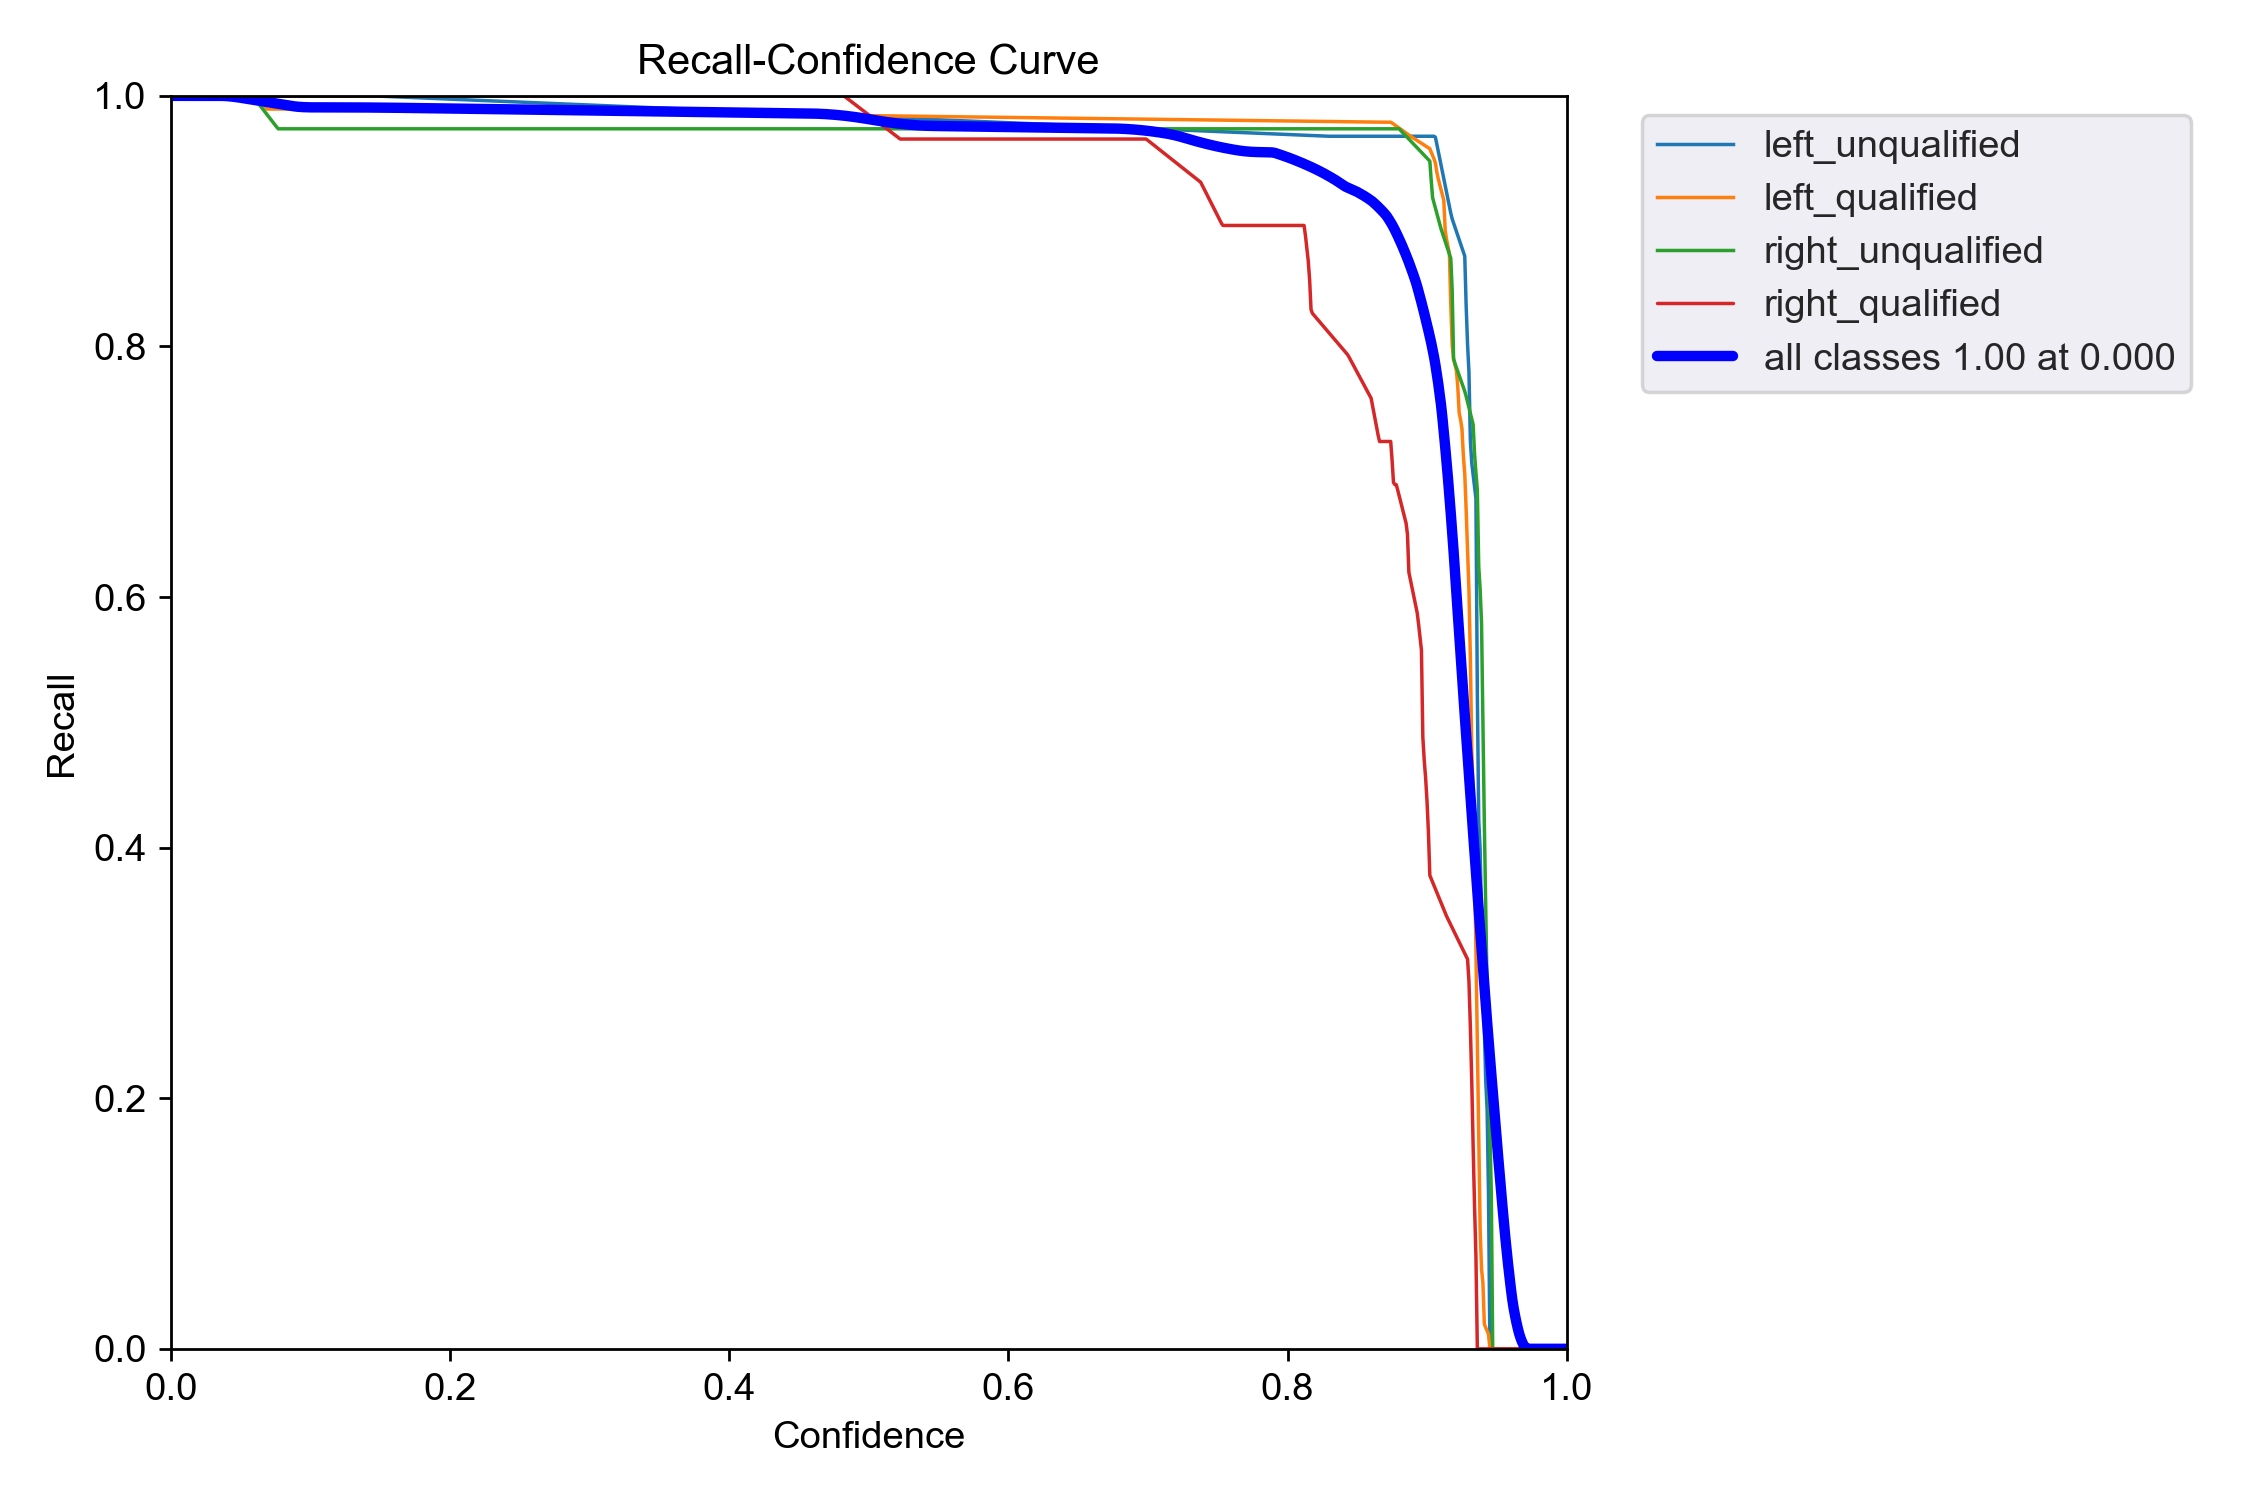 Recall-Confidence Curve
1.0
0.8
0.6
0.4
0.2
0.0
Recall
0.0 0.2 0.4 0.6 0.8 1.0
Confidence
left_unqualified
left_qualified
right_unqualified
right_qualified
all classes 1.00 at 0.000